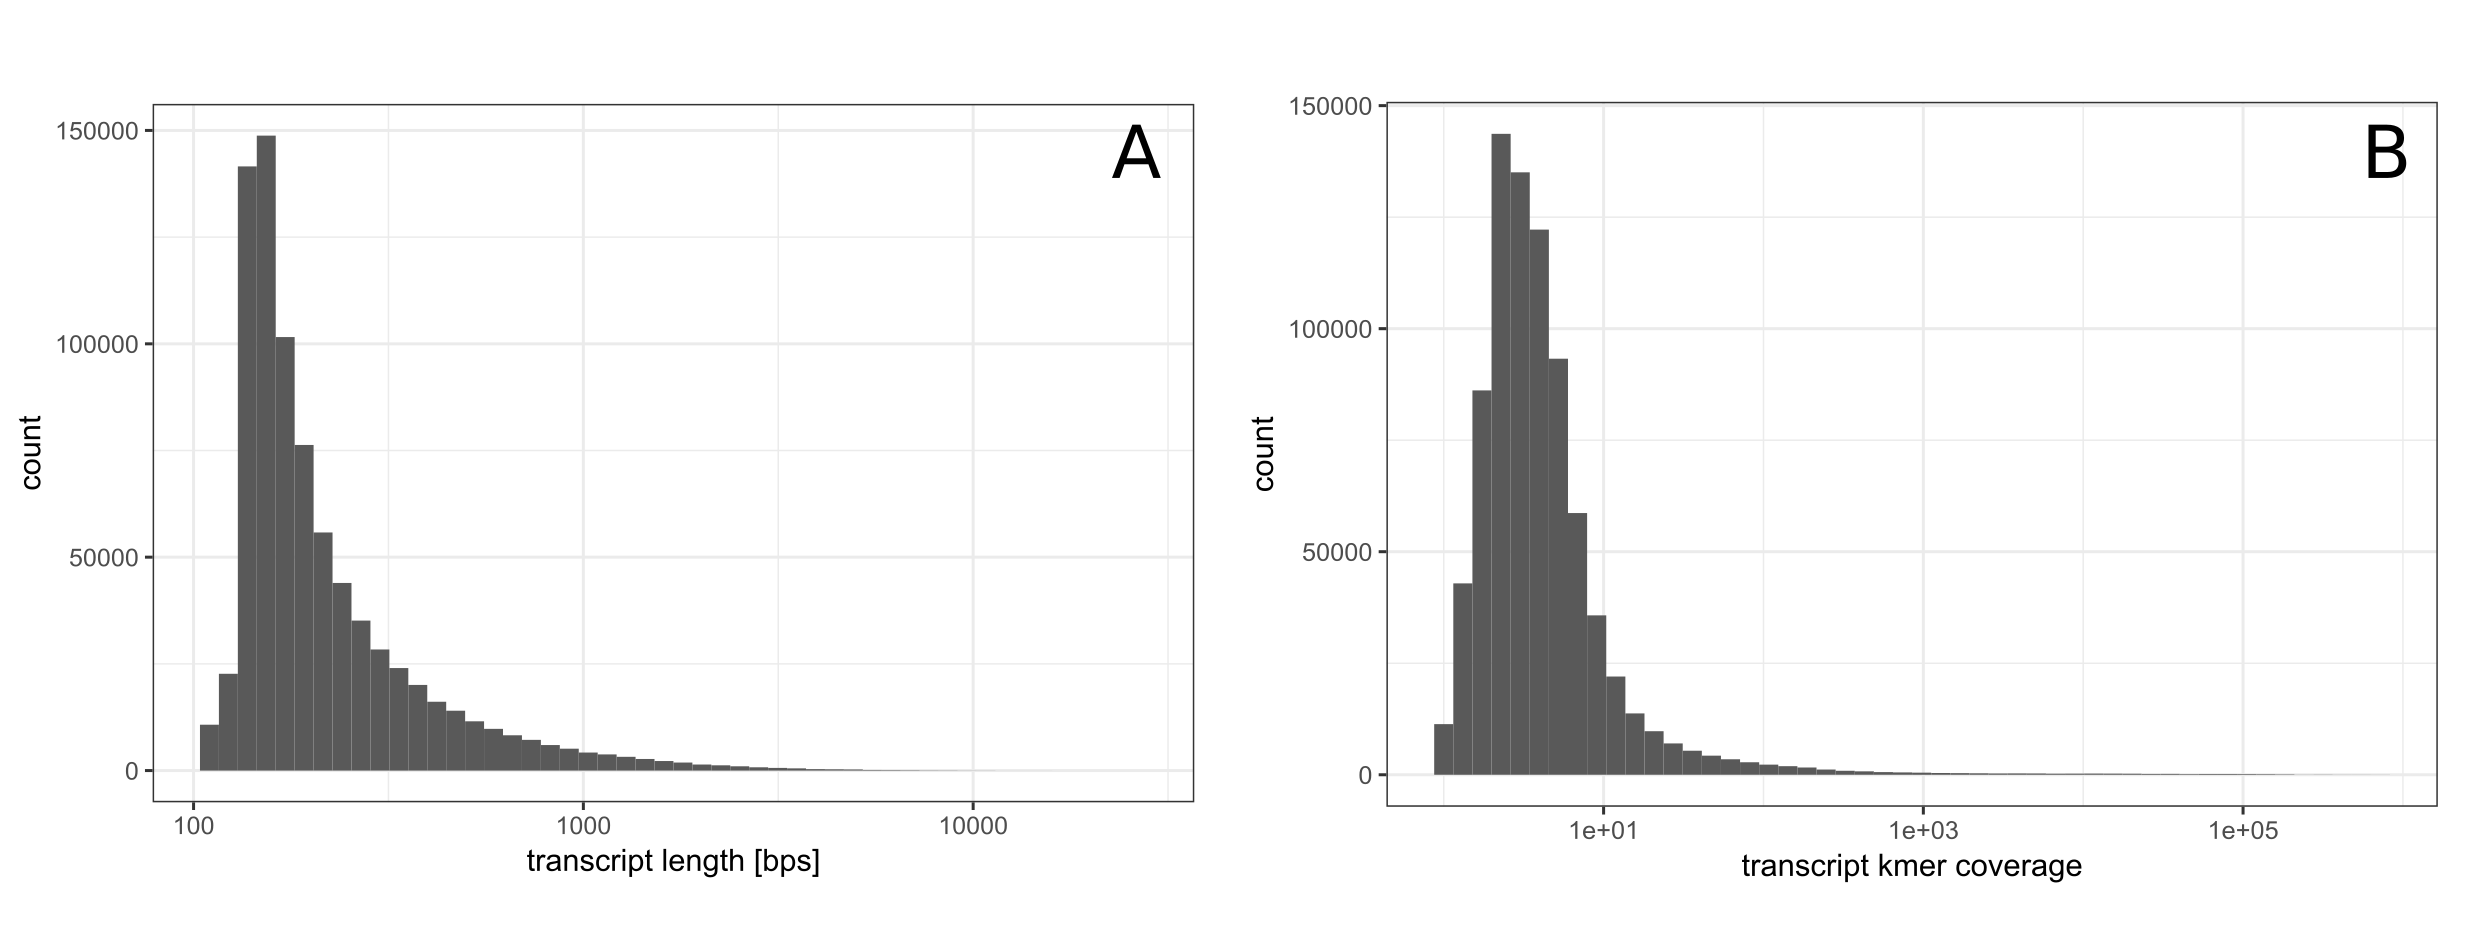 A
150000
100000
50000
0
count
100
1000
10000
transcript length [bps]
B
150000
100000
50000
0
count
1e+01
1e+03
1e+05
transcript kmer coverage